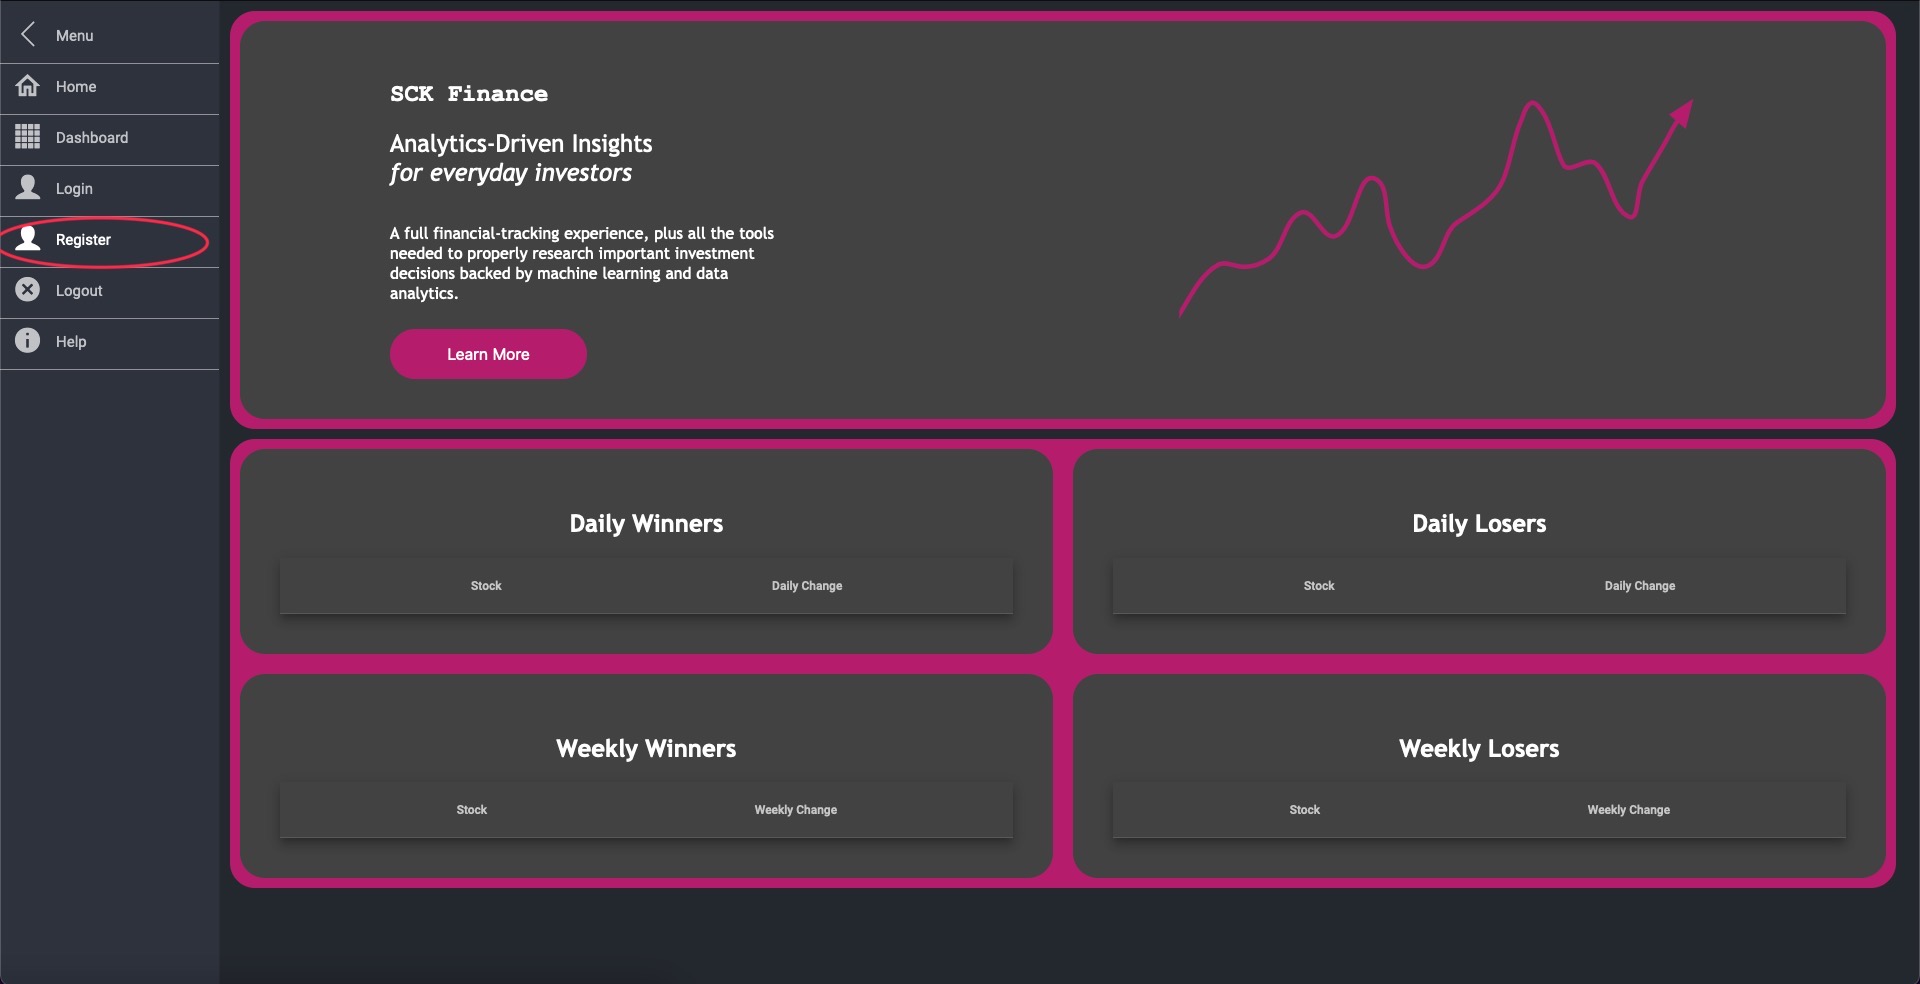 Menu
Home
Dashboard
Login
Register
Logout
Help
SCK Finance
Analytics-Driven Insights
for everyday investors
A full financial-tracking experience, plus all the tools
needed to properly research important investment
decisions backed by machine learning and data
analytics.
Learn More
Daily Winners
Stock Daily Change
Daily Losers
Stock Daily Change
Weekly Winners
Stock Weekly Change
Weekly Losers
Stock Weekly Change